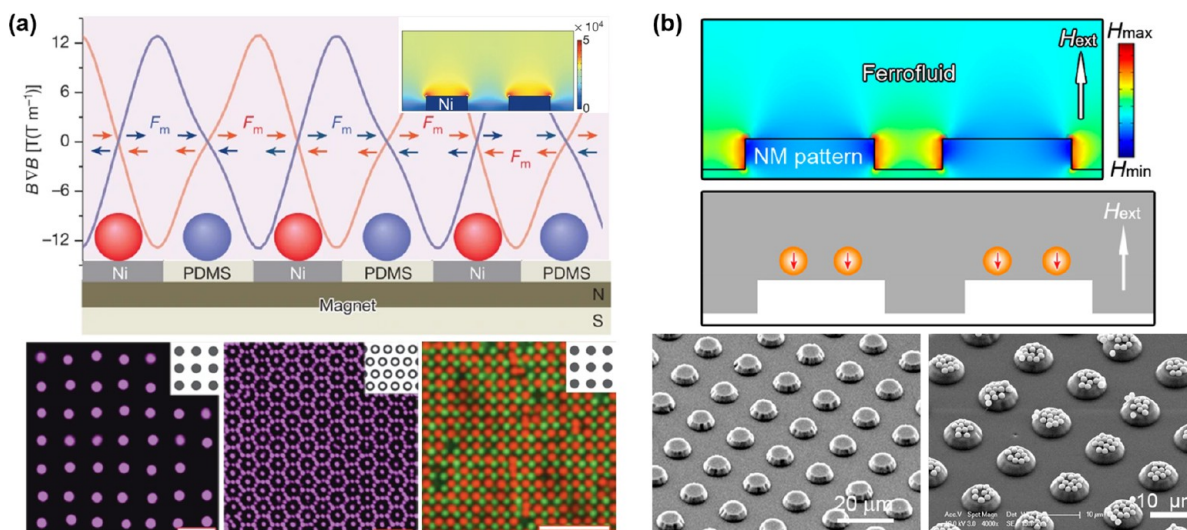 (a)
12
6
0
−6
−12
B∇B [T(T m⁻¹)]
× 10⁴
5
0
Ni
Fm
Fm
Fm
Fm
Ni
PDMS
Ni
PDMS
Ni
PDMS
Magnet
N
S
(b)
Hext
Ferrofluid
NM pattern
Hmax
Hmin
Hext
20 μm
10 μm